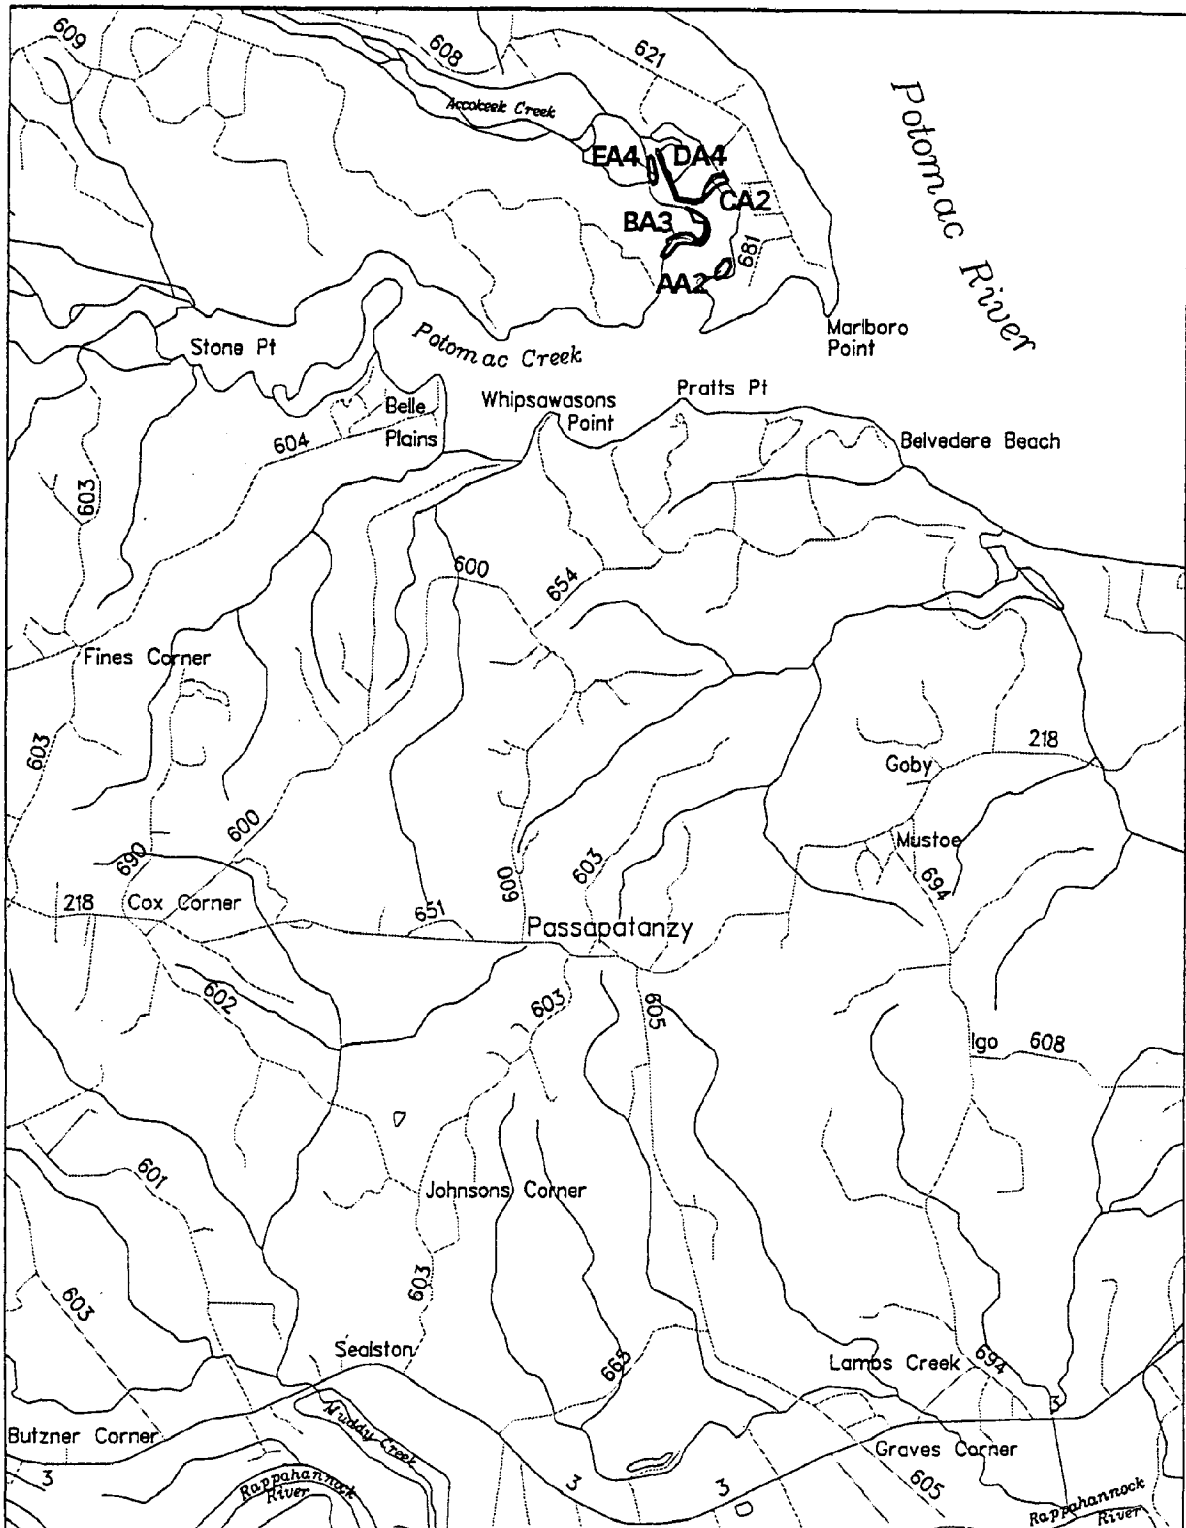 609
608
621
Accokeek Creek
Potomac River
EA4
DA4
CA2
BA3
681
AA2
Marlboro
Point
Stone Pt
Potomac Creek
Pratts Pt
Whipsawasons
Point
Belle
Plains
604
Belvedere Beach
603
600
654
Fines Corner
603
218
Goby
600
Mustoe
690
603
694
600
218
Cox Corner
651
Passapatanzy
602
603
605
Igo
608
601
Johnsons Corner
603
603
Sealston
665
Lambs Creek
694
3
Butzner Corner
Muddy Creek
Graves Corner
3
Rappahannock
River
3
3
605
Rappahannock
River